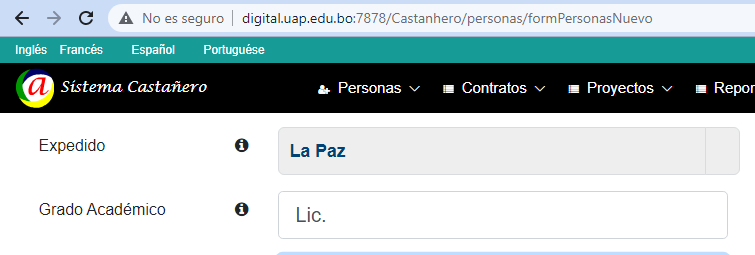 No es seguro | digital.uap.edu.bo:7878/Castanhero/personas/formPersonasNuevo
Inglés Francés Español Portuguése
a Sistema Castañero Personas Contratos Proyectos Repor
Expedido La Paz
Grado Académico Lic.